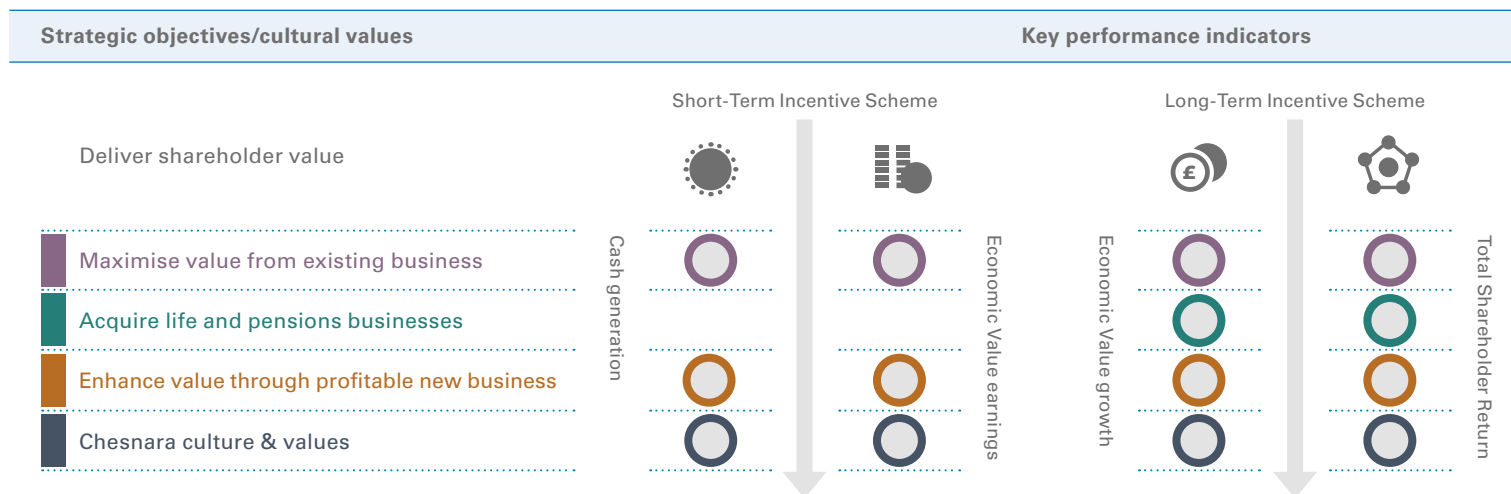 Strategic objectives/cultural values
Key performance indicators
Short-Term Incentive Scheme
Long-Term Incentive Scheme
Deliver shareholder value
£
Cash generation
Economic Value earnings
Economic Value growth
Total Shareholder Return
Maximise value from existing business
Acquire life and pensions businesses
Enhance value through profitable new business
Chesnara culture & values